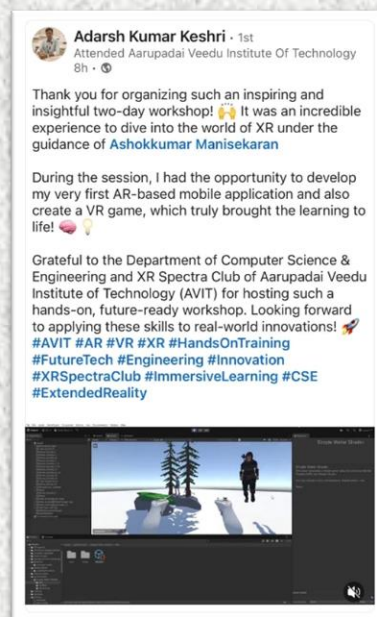 Adarsh Kumar Keshri · 1st
Attended Aarupadai Veedu Institute Of Technology
8h ·
Thank you for organizing such an inspiring and
insightful two-day workshop! 🙌 It was an incredible
experience to dive into the world of XR under the
guidance of Ashokkumar Manisekaran
During the session, I had the opportunity to develop
my very first AR-based mobile application and also
create a VR game, which truly brought the learning to
life! 🧠 💡
Grateful to the Department of Computer Science &
Engineering and XR Spectra Club of Aarupadai Veedu
Institute of Technology (AVIT) for hosting such a
hands-on, future-ready workshop. Looking forward
to applying these skills to real-world innovations! 🚀
#AVIT #AR #VR #XR #HandsOnTraining
#FutureTech #Engineering #Innovation
#XRSpectraClub #ImmersiveLearning #CSE
#ExtendedReality